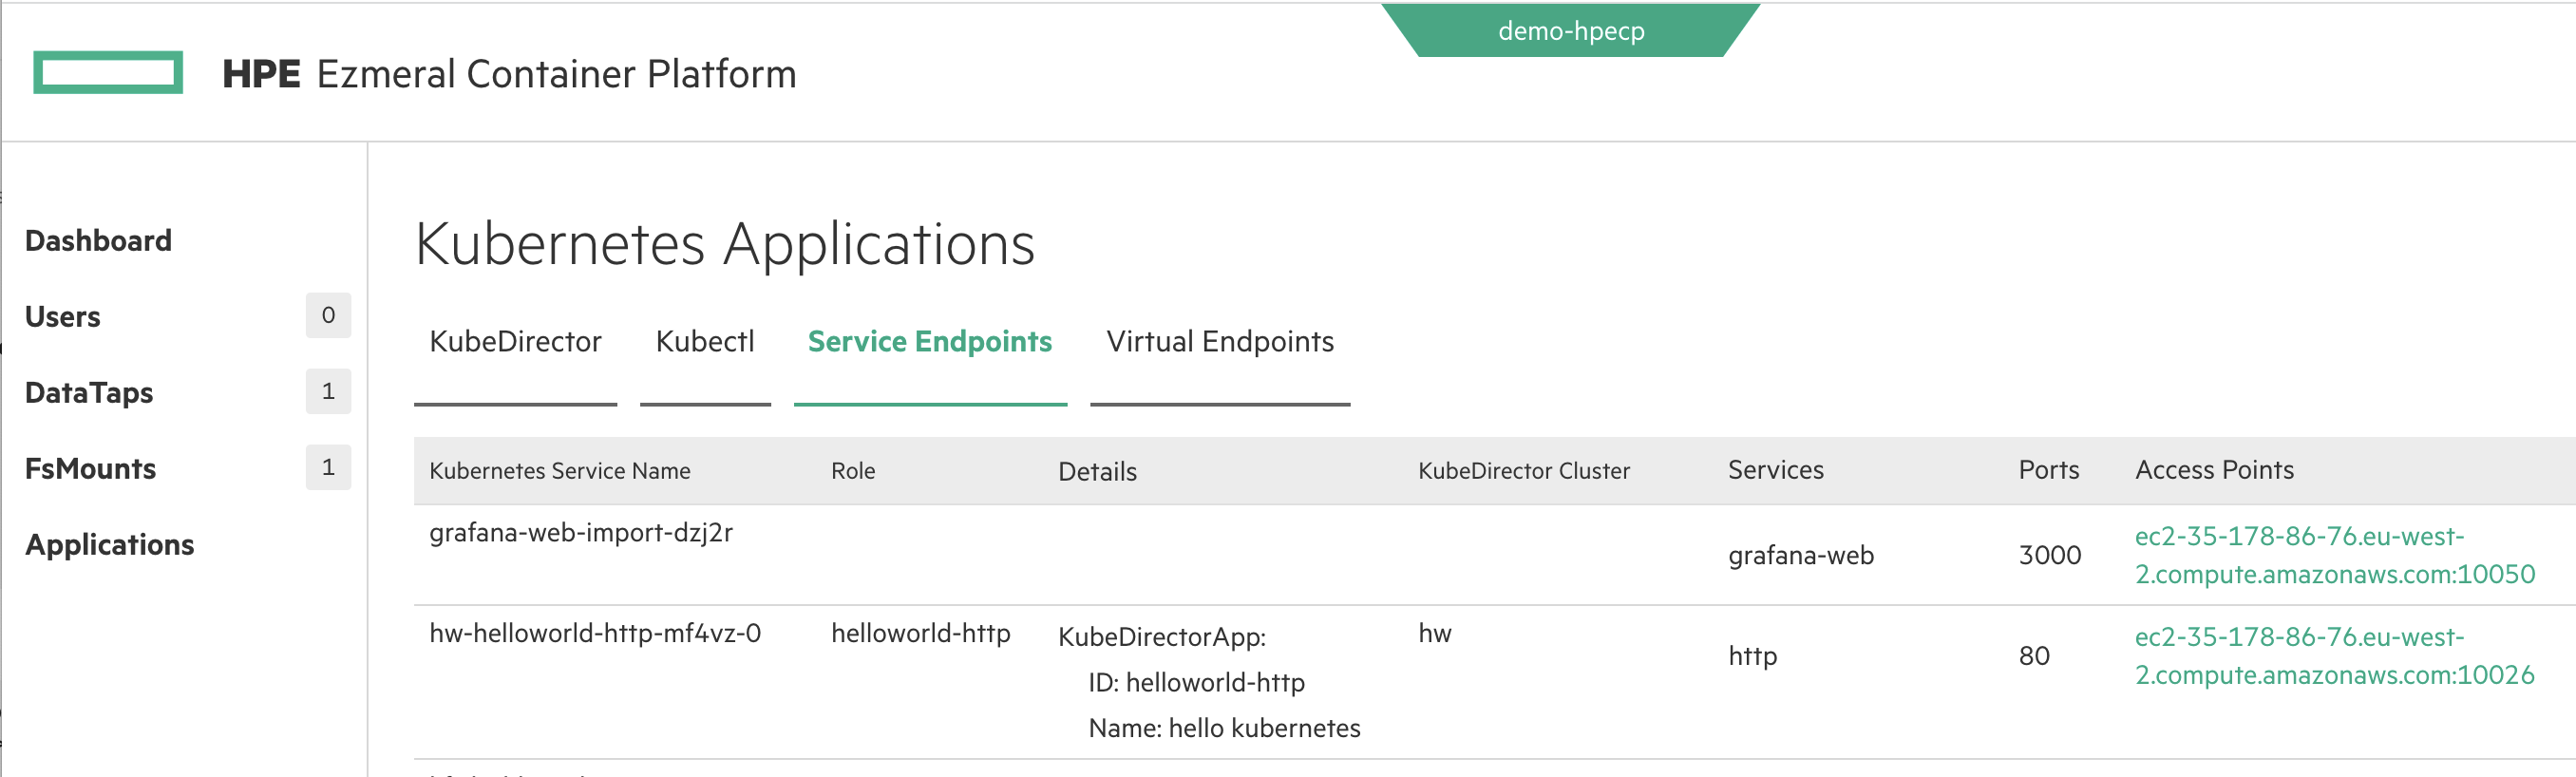 demo-hpecp
HPE Ezmeral Container Platform
Dashboard
Users 0
DataTaps 1
FsMounts 1
Applications
Kubernetes Applications
KubeDirector Kubectl Service Endpoints Virtual Endpoints
Kubernetes Service Name Role Details KubeDirector Cluster Services Ports Access Points
grafana-web-import-dzj2r grafana-web 3000 ec2-35-178-86-76.eu-west-
2.compute.amazonaws.com:10050
hw-helloworld-http-mf4vz-0 helloworld-http KubeDirectorApp: hw http 80 ec2-35-178-86-76.eu-west-
2.compute.amazonaws.com:10026
ID: helloworld-http
Name: hello kubernetes